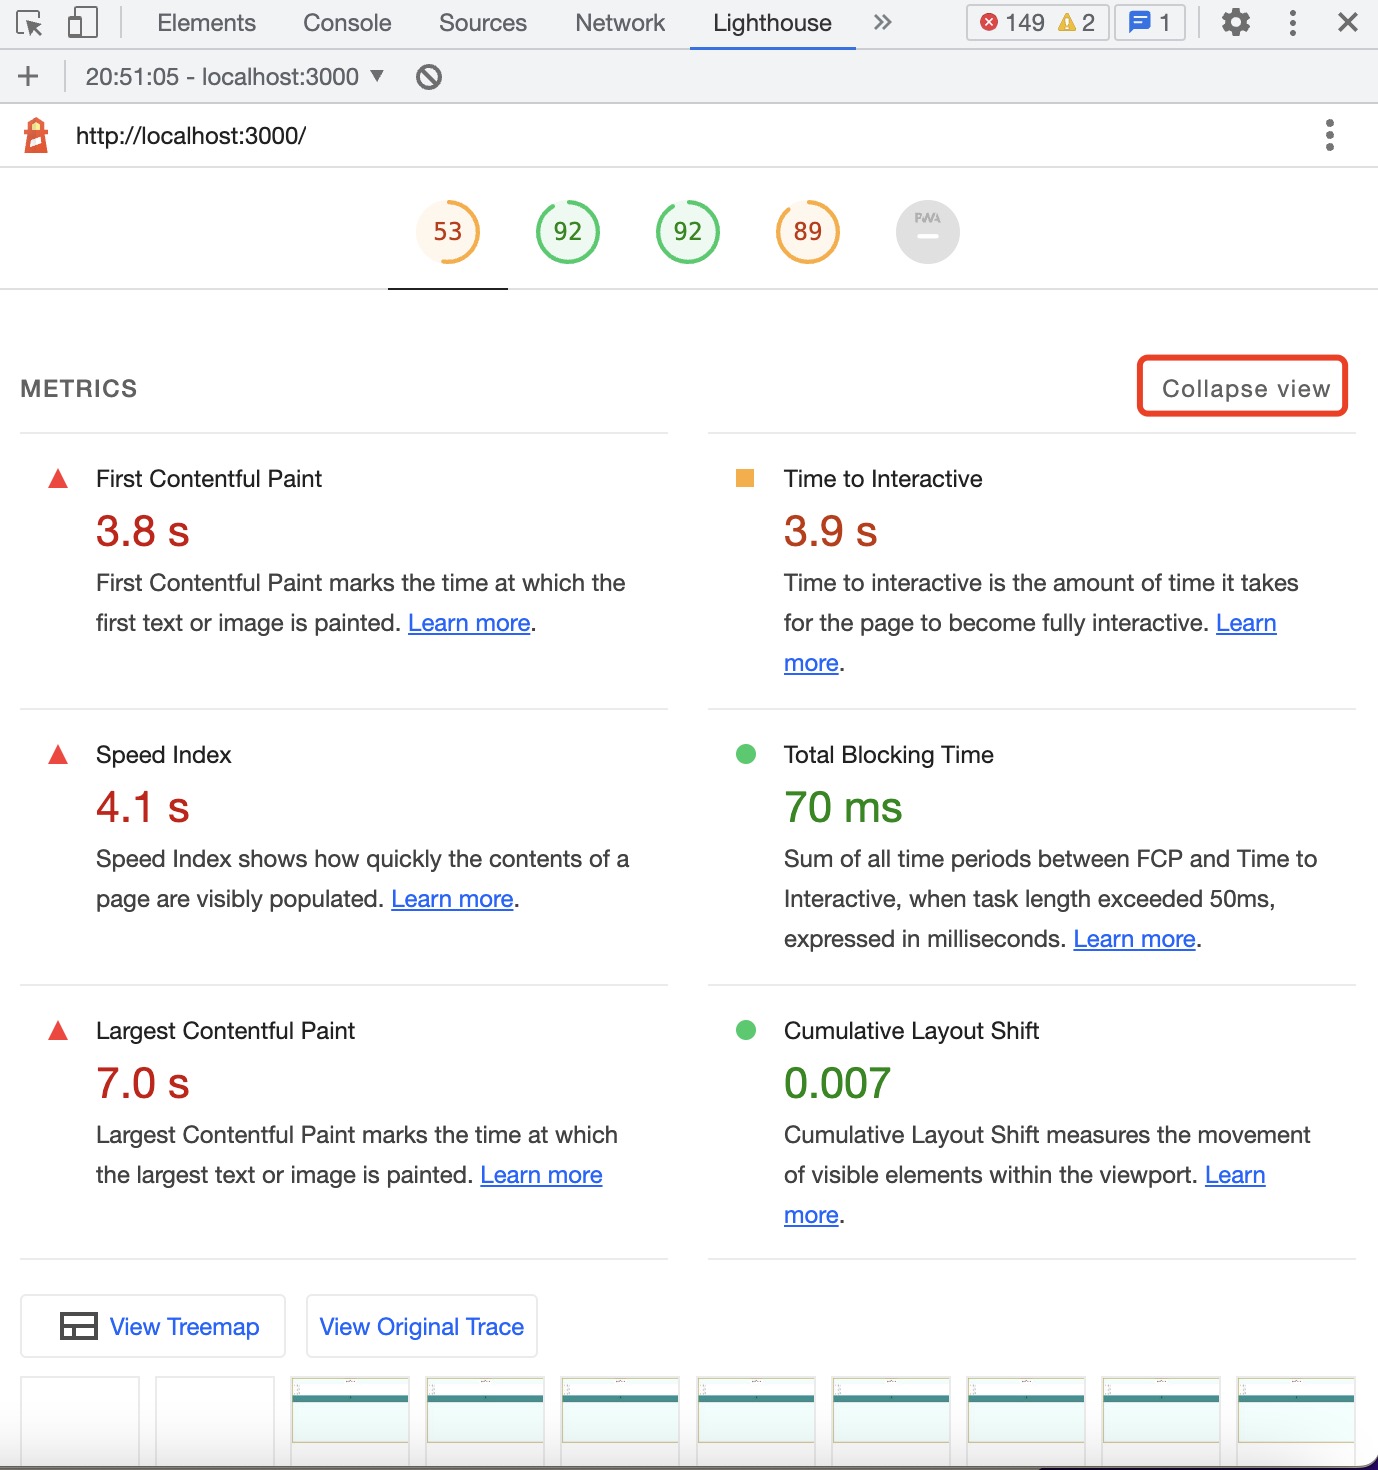 Elements Console Sources Network Lighthouse 149 2 1
20:51:05 - localhost:3000
http://localhost:3000/
53 92 92 89 PWA
METRICS Collapse view
First Contentful Paint
3.8 s
First Contentful Paint marks the time at which the
first text or image is painted. Learn more.
Time to Interactive
3.9 s
Time to interactive is the amount of time it takes
for the page to become fully interactive. Learn
more.
Speed Index
4.1 s
Speed Index shows how quickly the contents of a
page are visibly populated. Learn more.
Total Blocking Time
70 ms
Sum of all time periods between FCP and Time to
Interactive, when task length exceeded 50ms,
expressed in milliseconds. Learn more.
Largest Contentful Paint
7.0 s
Largest Contentful Paint marks the time at which
the largest text or image is painted. Learn more
Cumulative Layout Shift
0.007
Cumulative Layout Shift measures the movement
of visible elements within the viewport. Learn
more.
View Treemap View Original Trace